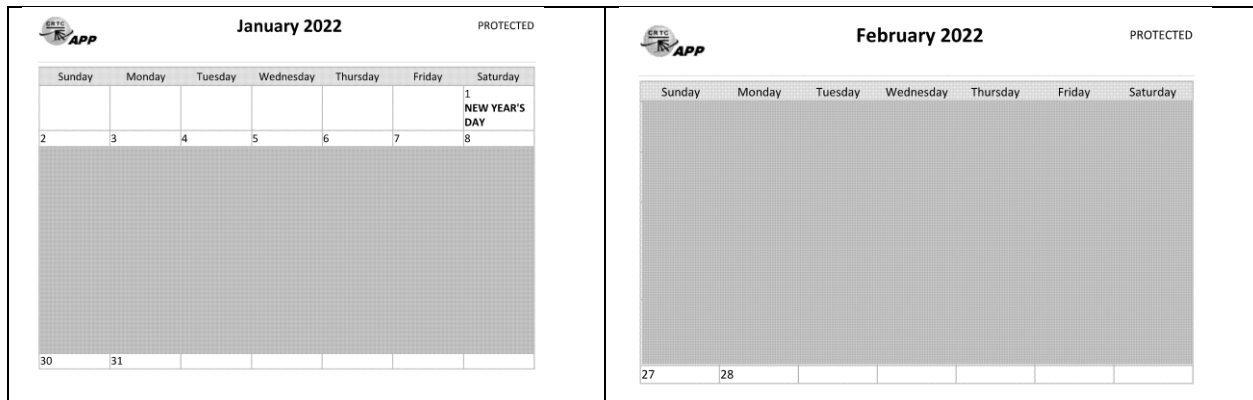 CRTC
APP
January 2022
PROTECTED
Sunday Monday Tuesday Wednesday Thursday Friday Saturday
1
NEW YEAR'S
DAY
2 3 4 5 6 7 8
30 31
CRTC
APP
February 2022
PROTECTED
Sunday Monday Tuesday Wednesday Thursday Friday Saturday
27 28